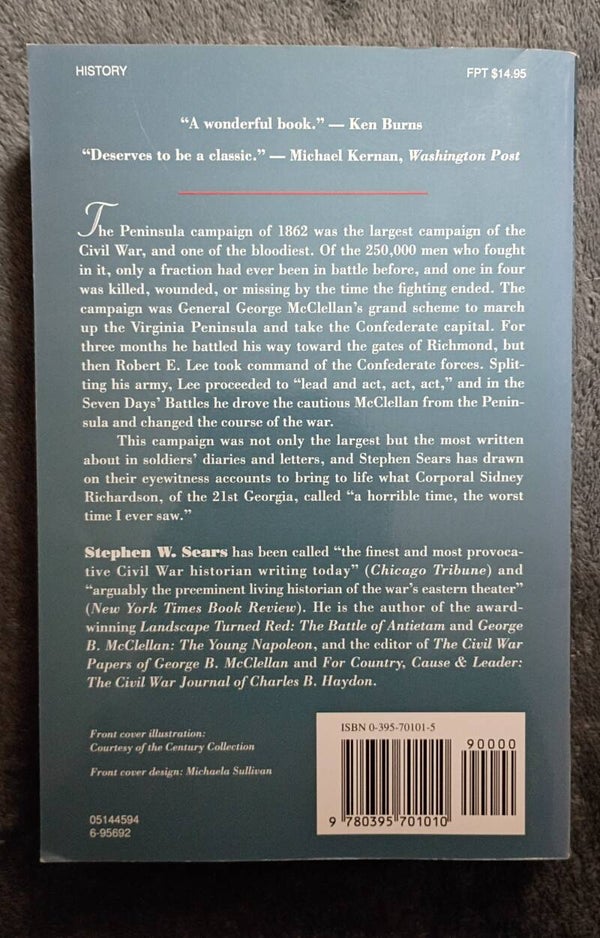 HISTORY
FPT $14.95
“A wonderful book.” — Ken Burns
“Deserves to be a classic.” — Michael Kernan, Washington Post
The Peninsula campaign of 1862 was the largest campaign of the
Civil War, and one of the bloodiest. Of the 250,000 men who fought
in it, only a fraction had ever been in battle before, and one in four
was killed, wounded, or missing by the time the fighting ended. The
campaign was General George McClellan’s grand scheme to march
up the Virginia Peninsula and take the Confederate capital. For
three months he battled his way toward the gates of Richmond, but
then Robert E. Lee took command of the Confederate forces. Split-
ting his army, Lee proceeded to “lead and act, act, act,” and in the
Seven Days’ Battles he drove the cautious McClellan from the Penin-
sula and changed the course of the war.
This campaign was not only the largest but the most written
about in soldiers’ diaries and letters, and Stephen Sears has drawn
on their eyewitness accounts to bring to life what Corporal Sidney
Richardson, of the 21st Georgia, called “a horrible time, the worst
time I ever saw.”
Stephen W. Sears has been called “the finest and most provoca-
tive Civil War historian writing today” (Chicago Tribune) and
“arguably the preeminent living historian of the war’s eastern theater”
(New York Times Book Review). He is the author of the award-
winning Landscape Turned Red: The Battle of Antietam and George
B. McClellan: The Young Napoleon, and the editor of The Civil War
Papers of George B. McClellan and For Country, Cause & Leader:
The Civil War Journal of Charles B. Haydon.
Front cover illustration:
Courtesy of the Century Collection
Front cover design: Michaela Sullivan
05144594
6-95692
ISBN 0-395-70101-5
90000
9 780395 701010